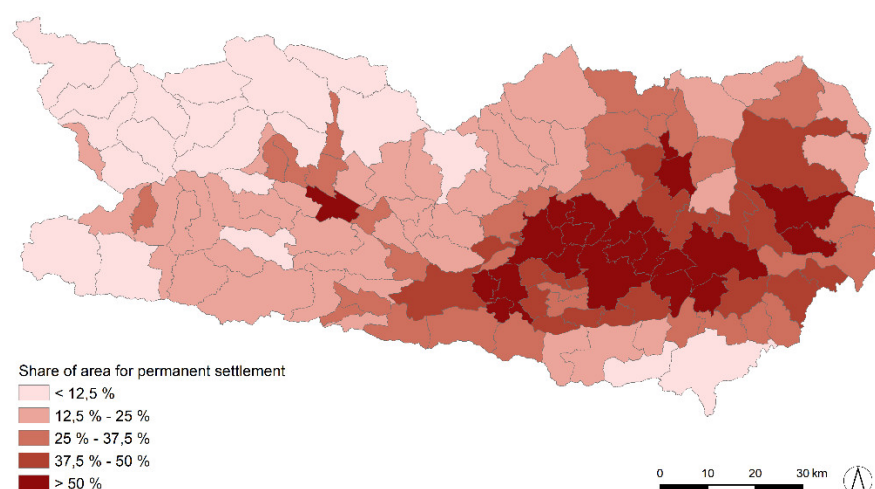 Share of area for permanent settlement
< 12,5 %
12,5 % - 25 %
25 % - 37,5 %
37,5 % - 50 %
> 50 %
0 10 20 30 km